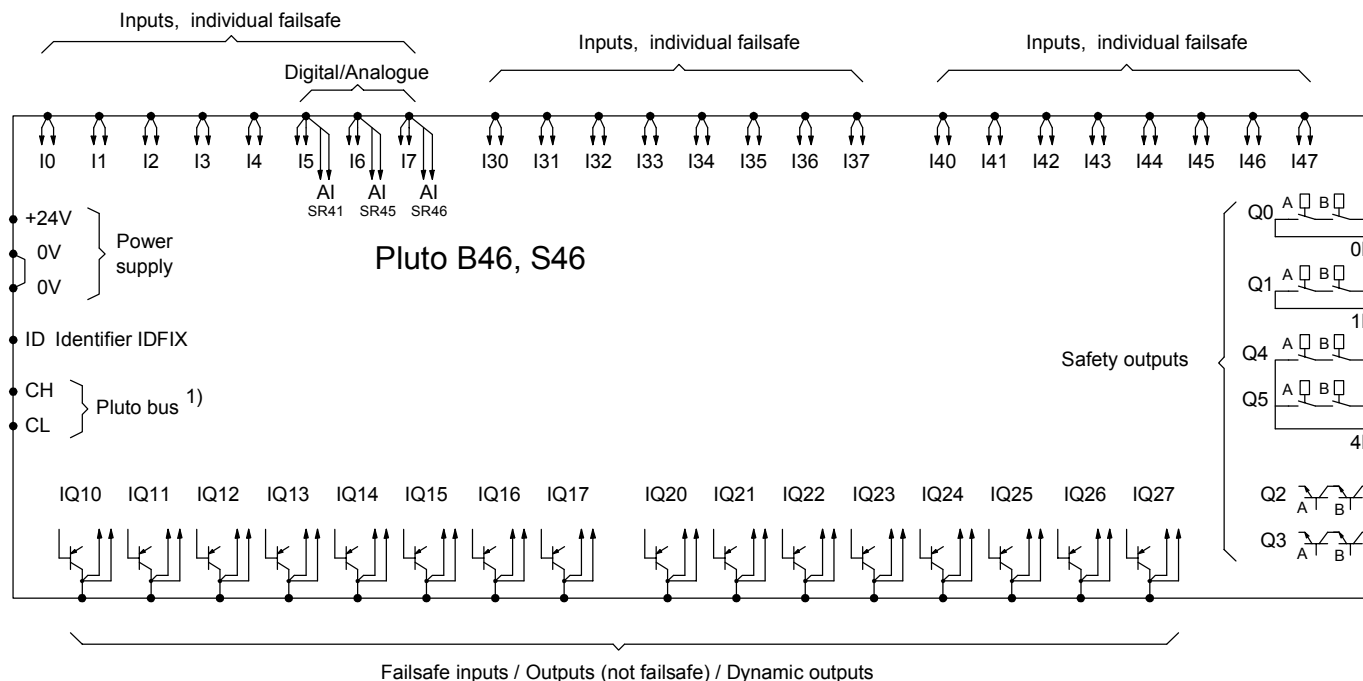 Inputs, individual failsafe
Inputs, individual failsafe
Inputs, individual failsafe
Digital/Analogue
I0 I1 I2 I3 I4 I5 I6 I7 I30 I31 I32 I33 I34 I35 I36 I37 I40 I41 I42 I43 I44 I45 I46 I47
AI AI AI
SR41 SR45 SR46
+24V
0V
0V
Power
supply
Pluto B46, S46
ID Identifier IDFIX
CH
CL
Pluto bus 1)
Safety outputs
Q0 A B
Q1 A B
Q4 A B
Q5 A B
Q2 A B
Q3 A B
IQ10 IQ11 IQ12 IQ13 IQ14 IQ15 IQ16 IQ17 IQ20 IQ21 IQ22 IQ23 IQ24 IQ25 IQ26 IQ27
Failsafe inputs / Outputs (not failsafe) / Dynamic outputs